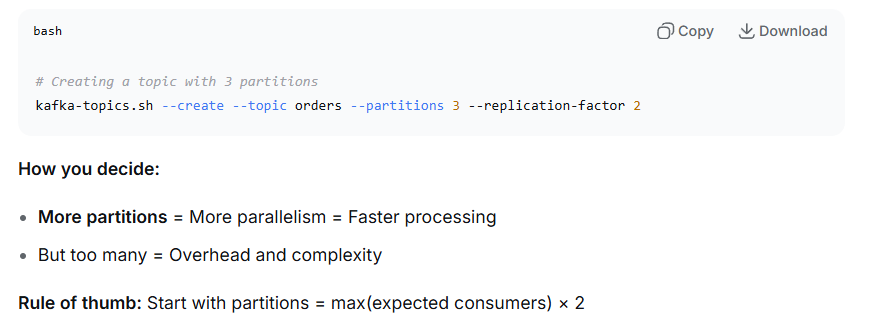 bash
Copy
Download
# Creating a topic with 3 partitions
kafka-topics.sh --create --topic orders --partitions 3 --replication-factor 2
How you decide:
• More partitions = More parallelism = Faster processing
• But too many = Overhead and complexity
Rule of thumb: Start with partitions = max(expected consumers) × 2